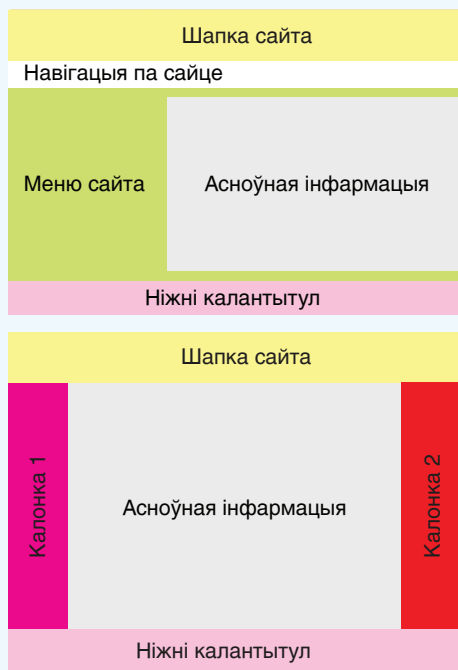 Шапка сайта
Навігацыя па сайце
Меню сайта
Асноўная інфармацыя
Ніжні калантытул
Шапка сайта
Калонка 1
Асноўная інфармацыя
Калонка 2
Ніжні калантытул